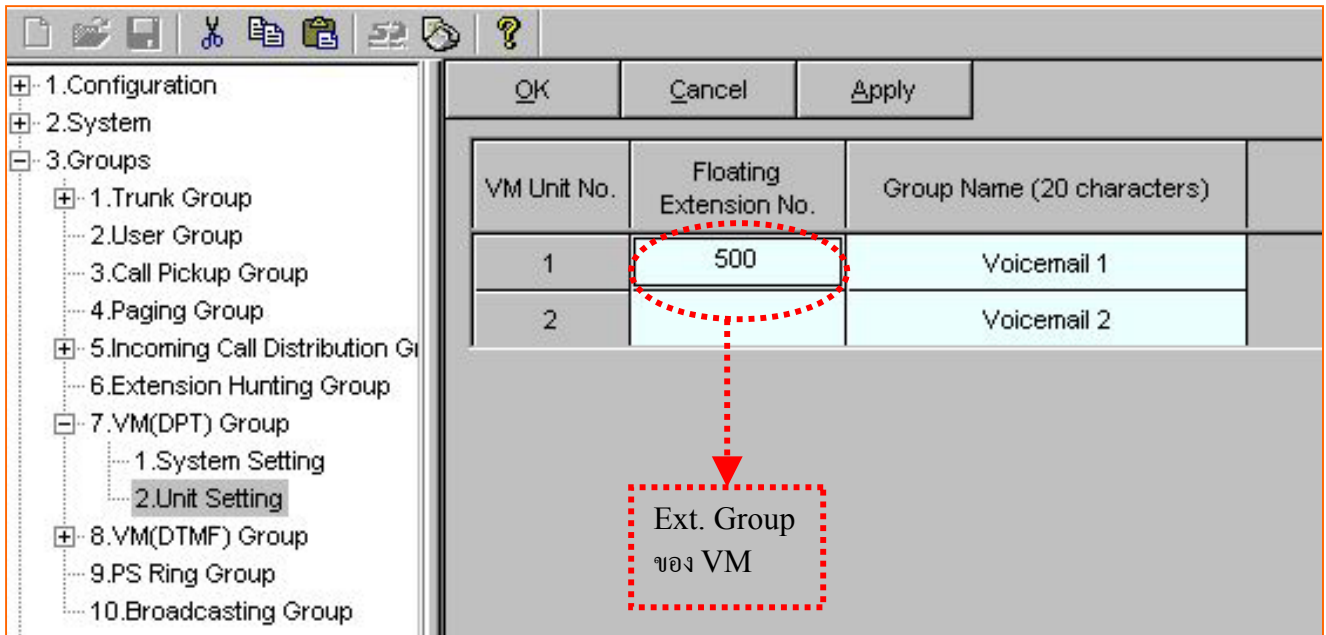 1.Configuration
2.System
3.Groups
1.Trunk Group
2.User Group
3.Call Pickup Group
4.Paging Group
5.Incoming Call Distribution Gr
6.Extension Hunting Group
7.VM(DPT) Group
1.System Setting
2.Unit Setting
8.VM(DTMF) Group
9.PS Ring Group
10.Broadcasting Group
OK Cancel Apply
VM Unit No. Floating Extension No. Group Name (20 characters)
1 500 Voicemail 1
2 Voicemail 2
Ext. Group
ของ VM